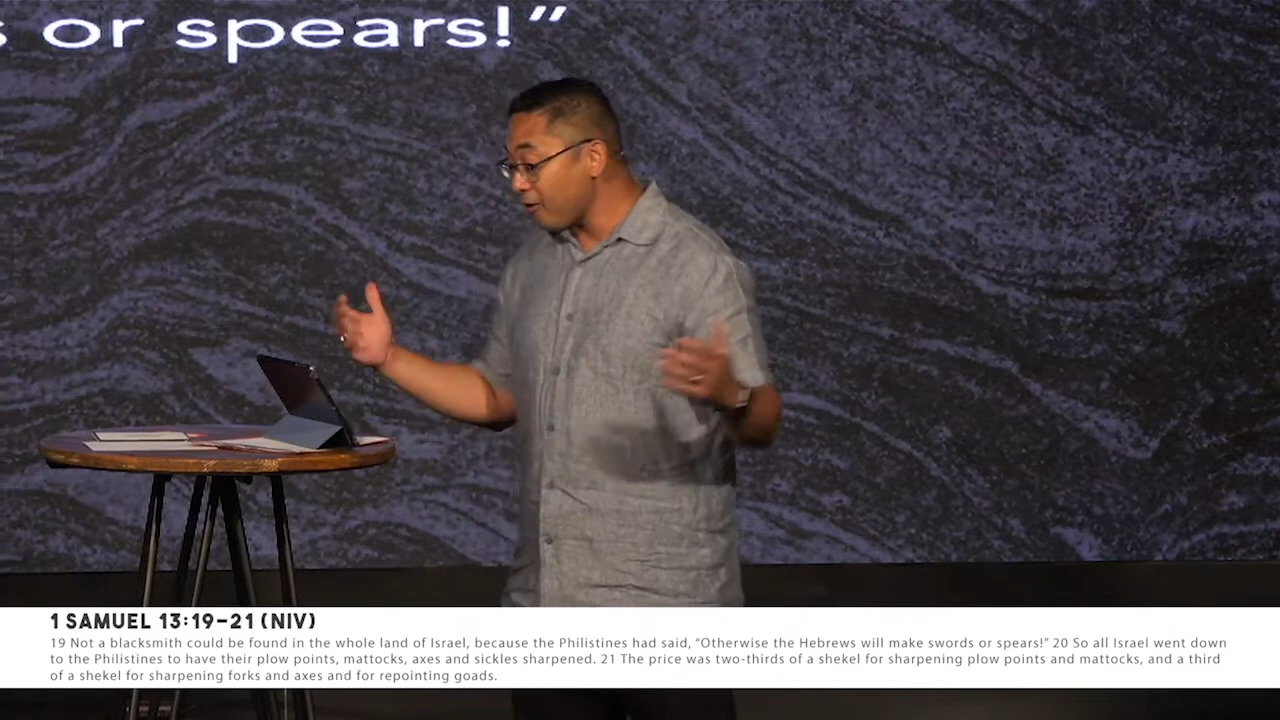 or spears!”
1 SAMUEL 13:19-21 (NIV)
19 Not a blacksmith could be found in the whole land of Israel, because the Philistines had said, “Otherwise the Hebrews will make swords or spears!” 20 So all Israel went down
to the Philistines to have their plow points, mattocks, axes and sickles sharpened. 21 The price was two-thirds of a shekel for sharpening plow points and mattocks, and a third
of a shekel for sharpening forks and axes and for repointing goads.